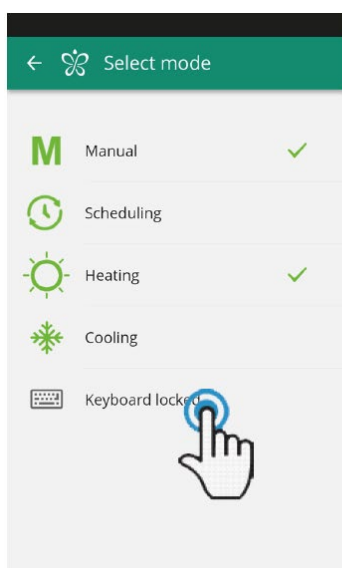 Select mode
M Manual
Scheduling
Heating
Cooling
Keyboard locked